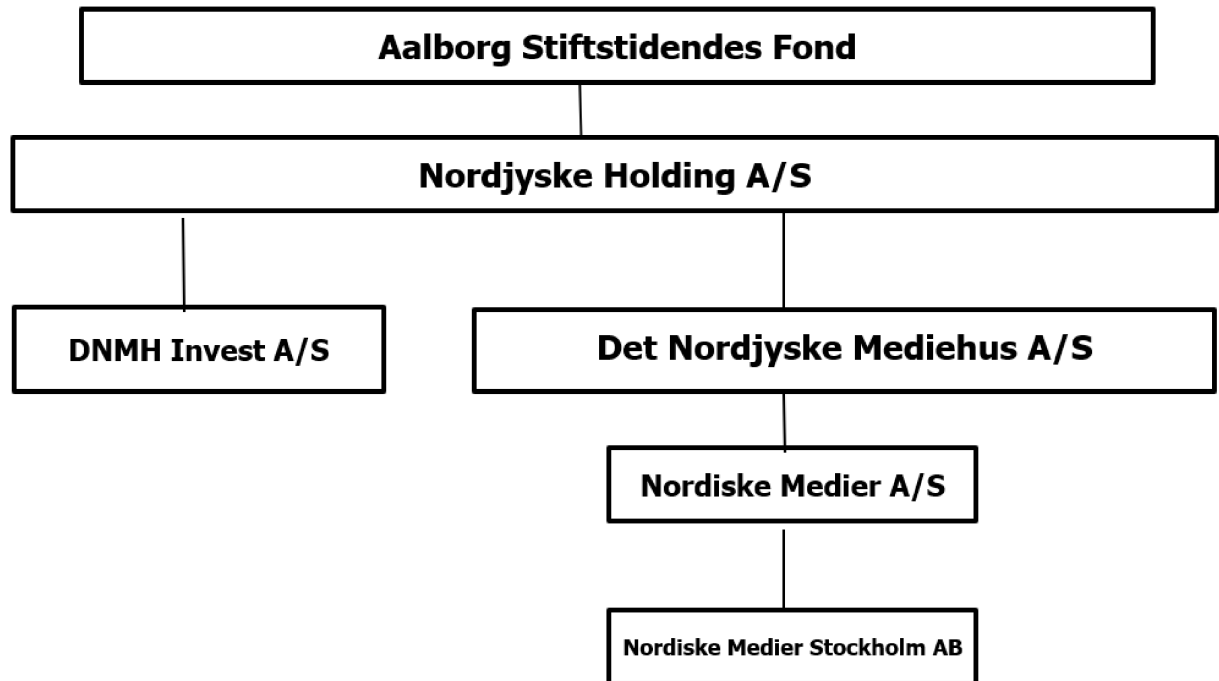 Aalborg Stiftstidendes Fond
Nordjyske Holding A/S
DNMH Invest A/S
Det Nordjyske Mediehus A/S
Nordiske Medier A/S
Nordiske Medier Stockholm AB